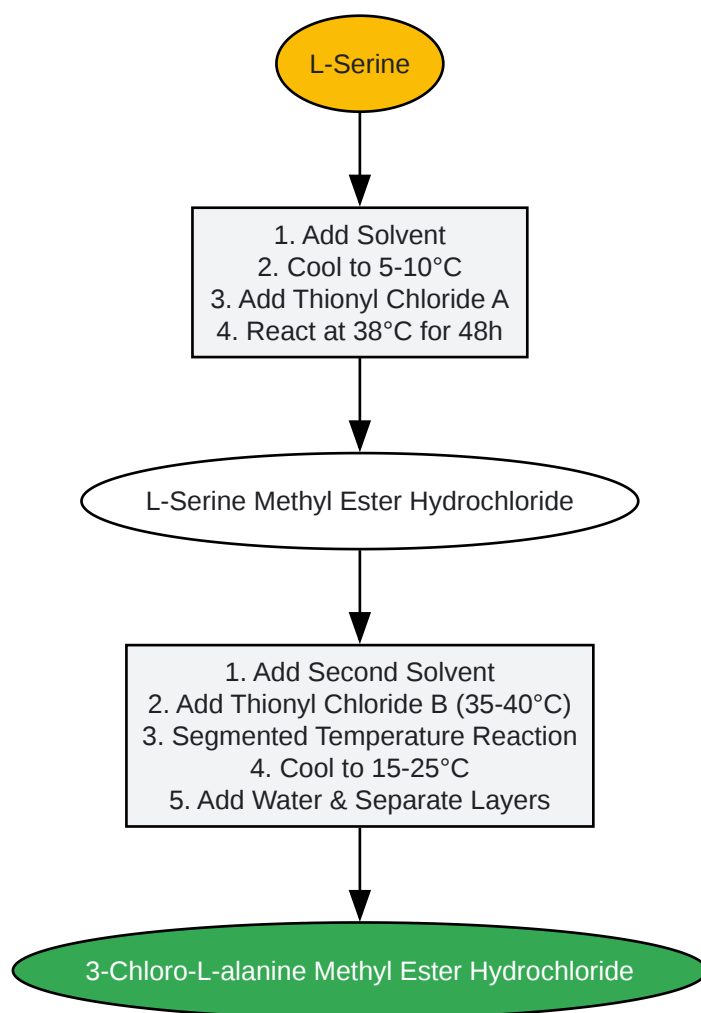 L-Serine
1. Add Solvent
2. Cool to 5-10°C
3. Add Thionyl Chloride A
4. React at 38°C for 48h
L-Serine Methyl Ester Hydrochloride
1. Add Second Solvent
2. Add Thionyl Chloride B (35-40°C)
3. Segmented Temperature Reaction
4. Cool to 15-25°C
5. Add Water & Separate Layers
3-Chloro-L-alanine Methyl Ester Hydrochloride